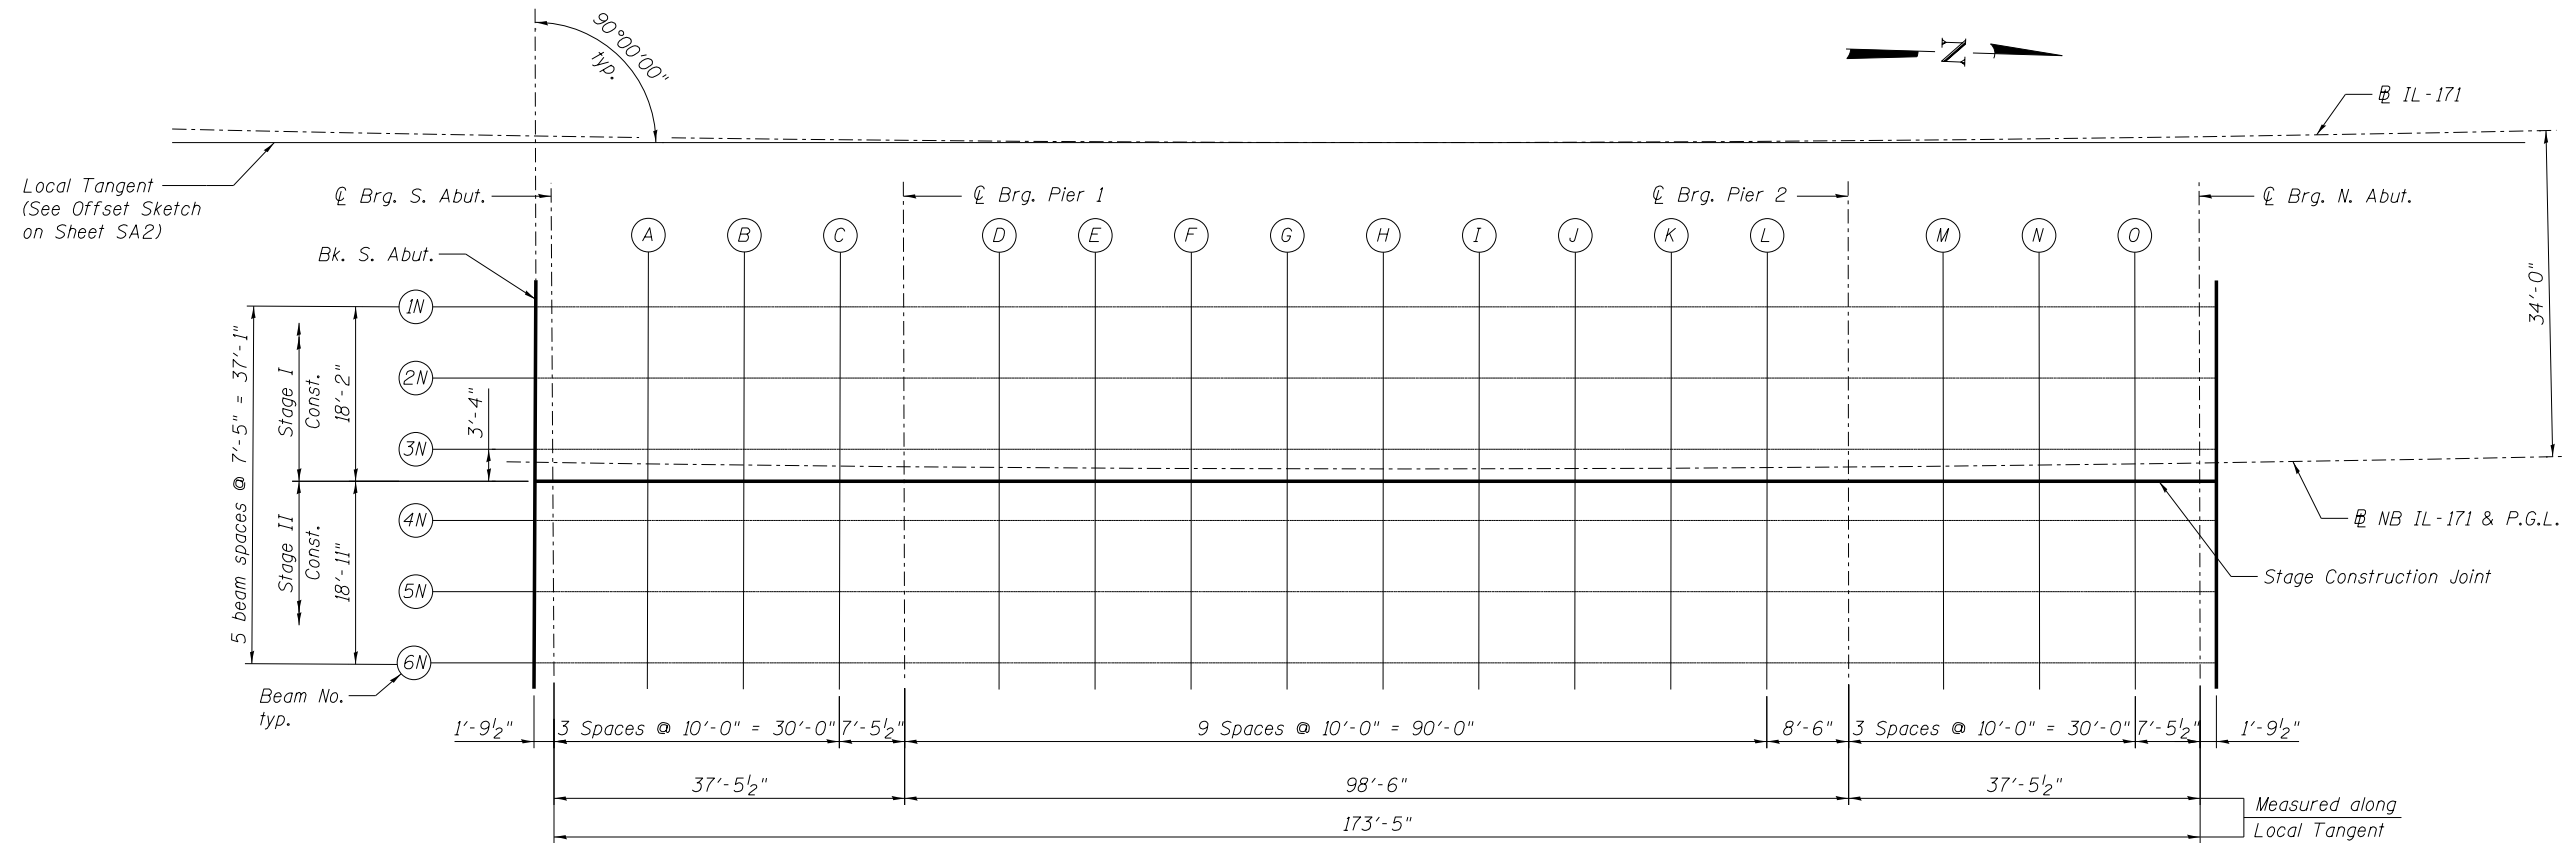 90°00'00"
typ.
N
℄ IL-171
Local Tangent
(See Offset Sketch
on Sheet SA2)
℄ Brg. S. Abut.
℄ Brg. Pier 1
℄ Brg. Pier 2
℄ Brg. N. Abut.
Bk. S. Abut.
A
B
C
D
E
F
G
H
I
J
K
L
M
N
O
1N
2N
3N
4N
5N
6N
5 beam spaces @ 7'-5" = 37'-1"
Stage I
Const.
18'-2"
3'-4"
Stage II
Const.
18'-11"
34'-0"
℄ NB IL-171 & P.G.L.
Stage Construction Joint
Beam No.
typ.
1'-9½"
3 Spaces @ 10'-0" = 30'-0"
7'-5½"
9 Spaces @ 10'-0" = 90'-0"
8'-6"
3 Spaces @ 10'-0" = 30'-0"
7'-5½"
1'-9½"
37'-5½"
98'-6"
37'-5½"
173'-5"
Measured along
Local Tangent